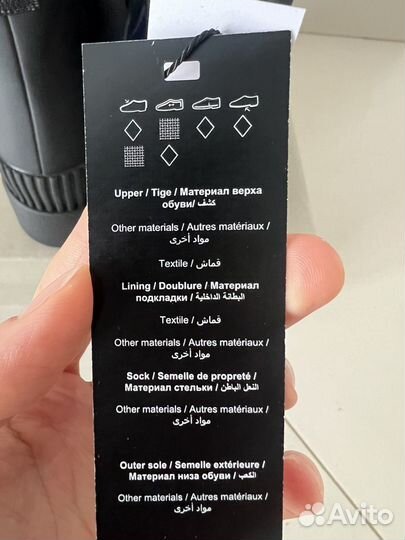 Upper / Tige / Материал верха
обуви/ كشف
Other materials / Autres matériaux /
مواد أخرى
Textile / قماش
Lining / Doublure / Материал
подкладки / البطانة الداخلية
Textile / قماش
Other materials / Autres matériaux /
مواد أخرى
Sock / Semelle de propreté /
Материал стельки / النعل الباطن
Other materials / Autres matériaux /
مواد أخرى
Outer sole / Semelle extérieure /
Материал низа обуви / الكعب
Other materials / Autres matériaux /
مواد أخرى
Avito